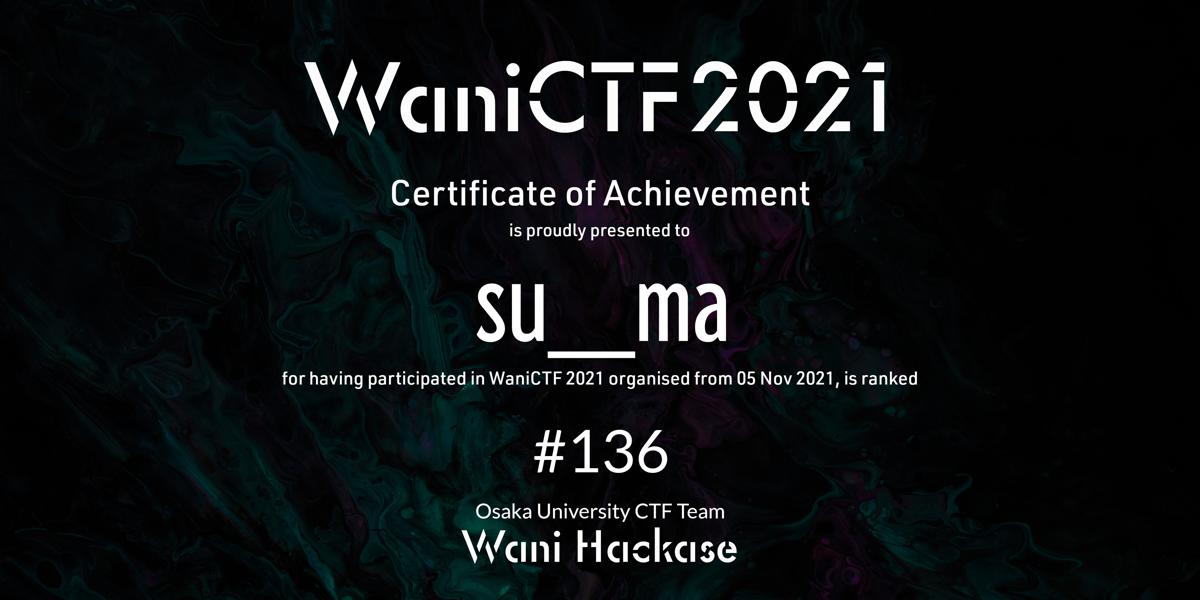 WaniCTF2021
Certificate of Achievement
is proudly presented to
su__ma
for having participated in WaniCTF 2021 organised from 05 Nov 2021, is ranked
#136
Osaka University CTF Team
Wani Hackase